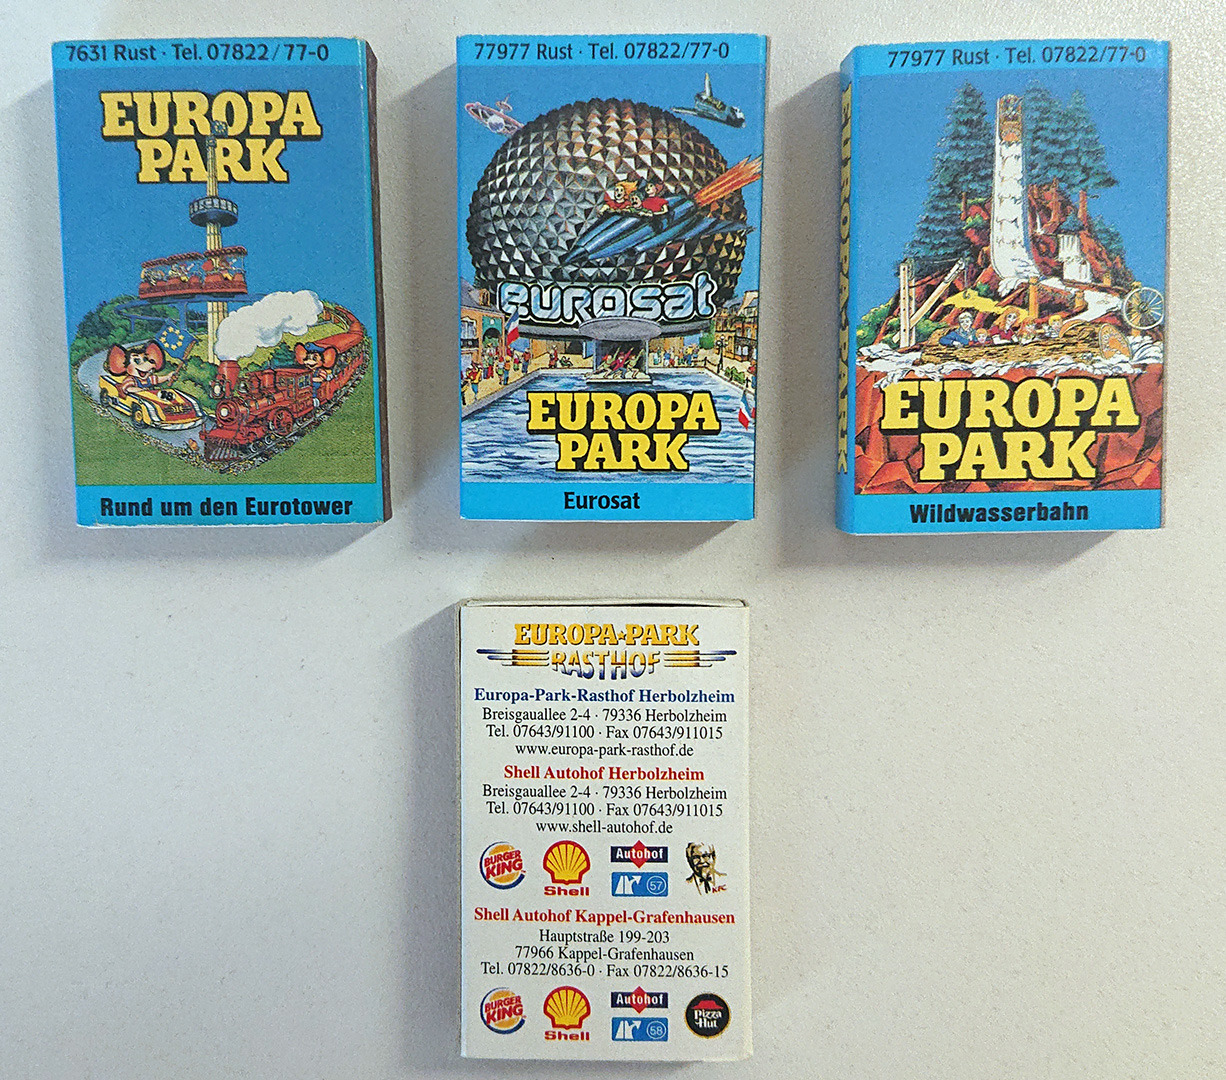 7631 Rust · Tel. 07822/77-0
EUROPA
PARK
Rund um den Eurotower
77977 Rust · Tel. 07822/77-0
eurosat
EUROPA
PARK
Eurosat
77977 Rust · Tel. 07822/77-0
EUROPA PARK
EUROPA
PARK
Wildwasserbahn
EUROPA★PARK
RASTHOF
Europa-Park-Rasthof Herbolzheim
Breisgauallee 2-4 · 79336 Herbolzheim
Tel. 07643/91100 · Fax 07643/911015
www.europa-park-rasthof.de
Shell Autohof Herbolzheim
Breisgauallee 2-4 · 79336 Herbolzheim
Tel. 07643/91100 · Fax 07643/911015
www.shell-autohof.de
BURGER KING
Shell
Autohof
57
KFC
Shell Autohof Kappel-Grafenhausen
Hauptstraße 199-203
77966 Kappel-Grafenhausen
Tel. 07822/8636-0 · Fax 07822/8636-15
BURGER KING
Shell
Autohof
58
Pizza Hut